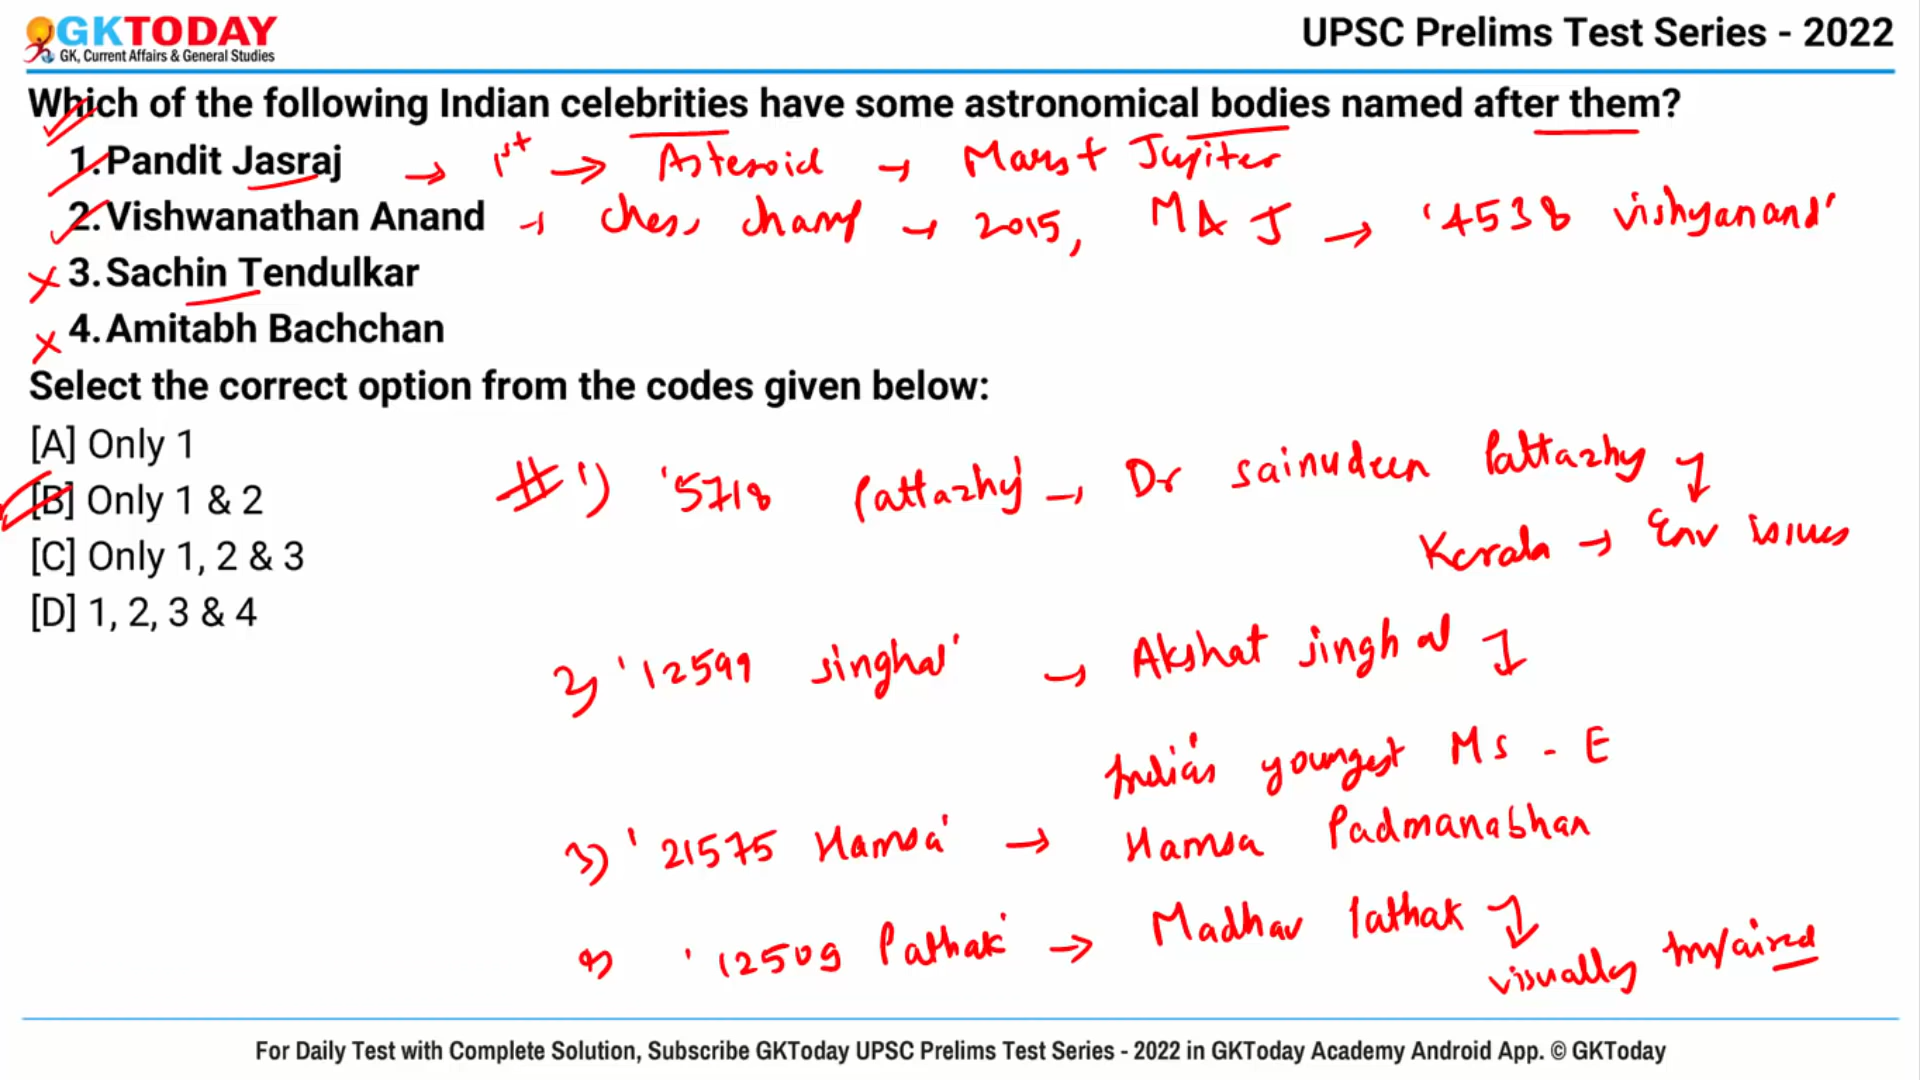 GKTODAY
GK, Current Affairs & General Studies
UPSC Prelims Test Series - 2022
Which of the following Indian celebrities have some astronomical bodies named after them?
1. Pandit Jasraj → 1st → Asteroid → Mars + Jupiter
2. Vishwanathan Anand → Chess champ → 2015, M & J → '4538 vishyanand'
3. Sachin Tendulkar
4. Amitabh Bachchan
Select the correct option from the codes given below:
[A] Only 1
[B] Only 1 & 2
[C] Only 1, 2 & 3
[D] 1, 2, 3 & 4
# 1) '5718 Pattazhy' → Dr Sainudeen Pattazhy
Kerala → Env issues
2) '12599 singhal' → Akshat singhal
India's youngest MS - E
3) '21575 Hamsa' → Hamsa Padmanabhan
'12509 Pathak' → Madhav Pathak
visually Impaired
For Daily Test with Complete Solution, Subscribe GKToday UPSC Prelims Test Series - 2022 in GKToday Academy Android App. © GKToday